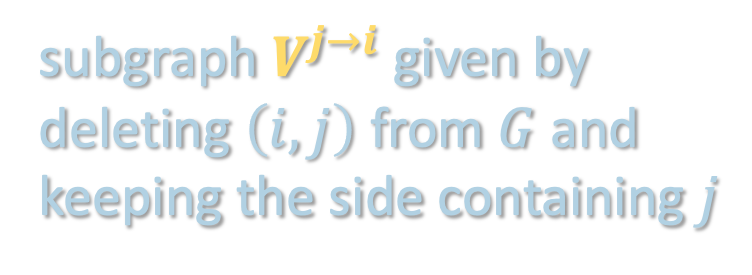 subgraph V^{j→i} given by
deleting (i, j) from G and
keeping the side containing j